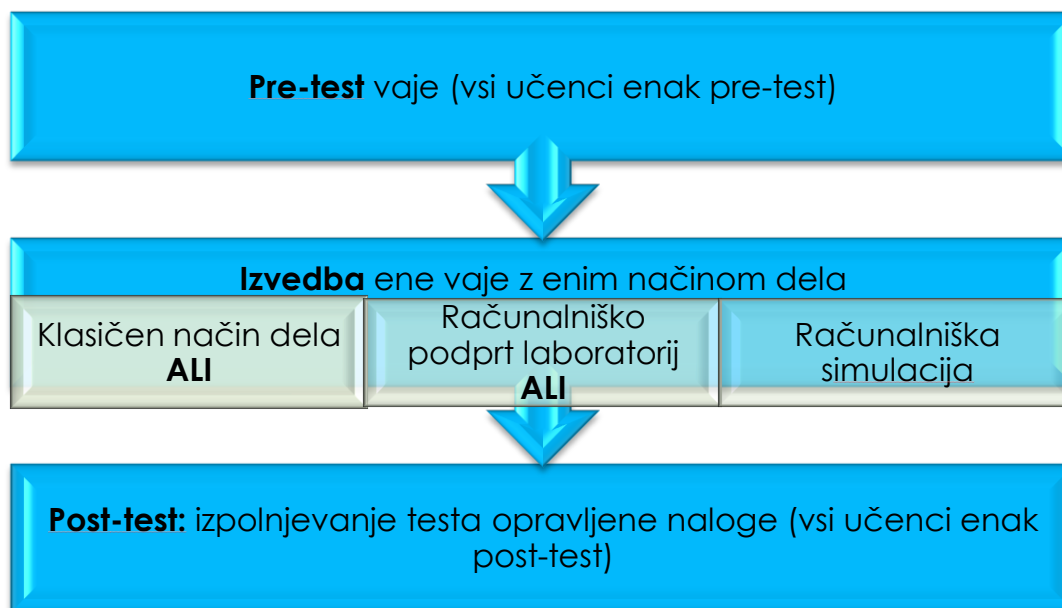 Pre-test vaje (vsi učenci enak pre-test)
Izvedba ene vaje z enim načinom dela
Klasičen način dela
ALI
Računalniško
podprt laboratorij
ALI
Računalniška
simulacija
Post-test: izpolnjevanje testa opravljene naloge (vsi učenci enak
post-test)